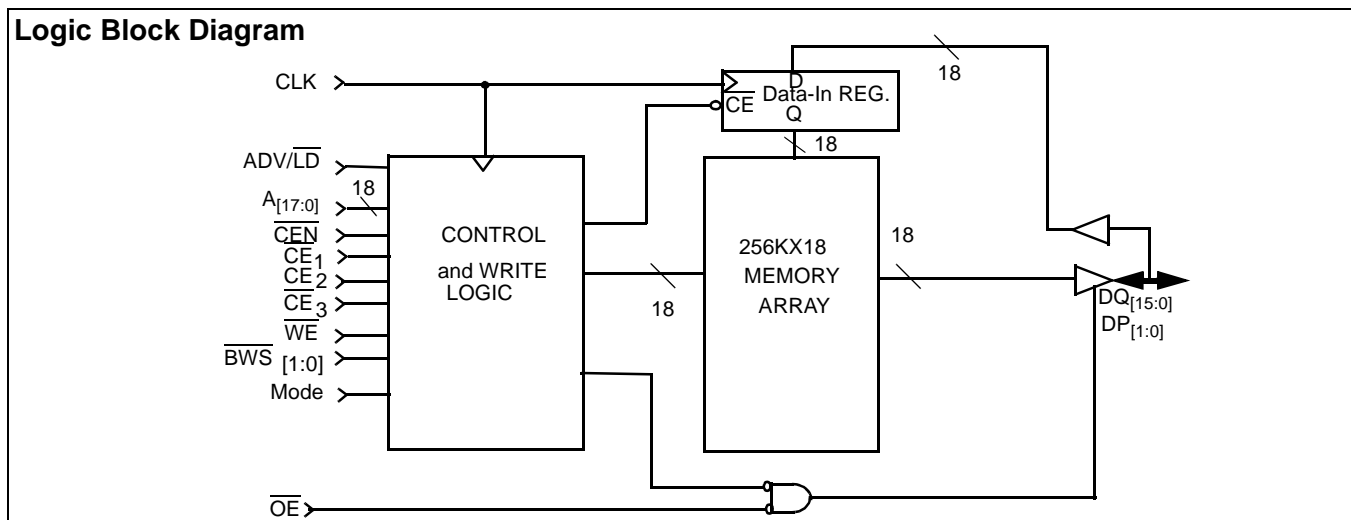 Logic Block Diagram
18
CLK
D
CE Data-In REG.
Q
18
ADV/LD
18
A[17:0]
CEN
CE1
CE2
CE3
WE
BWS [1:0]
Mode
CONTROL
and WRITE
LOGIC
18
256KX18
MEMORY
ARRAY
18
DQ[15:0]
DP[1:0]
OE